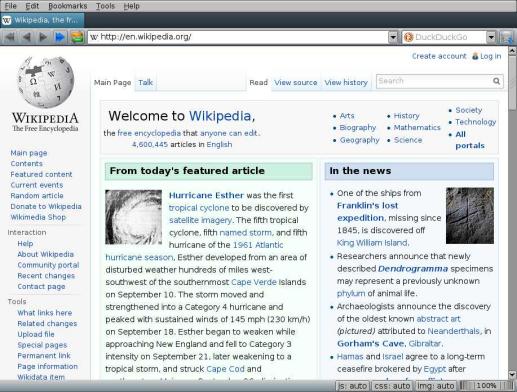 File Edit Bookmarks Tools Help
Wikipedia, the fr...
http://en.wikipedia.org/
DuckDuckGo
Create account Log in
Main Page Talk Read View source View history Search
WIKIPEDIA
The Free Encyclopedia
Main page
Contents
Featured content
Current events
Random article
Donate to Wikipedia
Wikimedia Shop
Interaction
Help
About Wikipedia
Community portal
Recent changes
Contact page
Tools
What links here
Related changes
Upload file
Special pages
Permanent link
Page information
Wikidata item
Welcome to Wikipedia,
the free encyclopedia that anyone can edit.
4,600,445 articles in English
Arts
Biography
Geography
History
Mathematics
Science
Society
Technology
All
portals
From today's featured article
Hurricane Esther was the first
tropical cyclone to be discovered by
satellite imagery. The fifth tropical
cyclone, fifth named storm, and fifth
hurricane of the 1961 Atlantic
hurricane season, Esther developed from an area of
disturbed weather hundreds of miles west-
southwest of the southernmost Cape Verde Islands
on September 10. The storm moved and
strengthened into a Category 4 hurricane and
peaked with sustained winds of 145 mph (230 km/h)
on September 18. Esther began to weaken while
approaching New England and fell to Category 3
intensity on September 21, later weakening to a
tropical storm, and struck Cape Cod and
In the news
One of the ships from
Franklin's lost
expedition, missing since
1845, is discovered off
King William Island.
Researchers announce that newly
described Dendrogramma specimens
may represent a previously unknown
phylum of animal life.
Archaeologists announce the discovery
of the oldest known abstract art
(pictured) attributed to Neanderthals, in
Gorham's Cave, Gibraltar.
Hamas and Israel agree to a long-term
ceasefire brokered by Egypt after
js: auto css: auto img: auto 100%